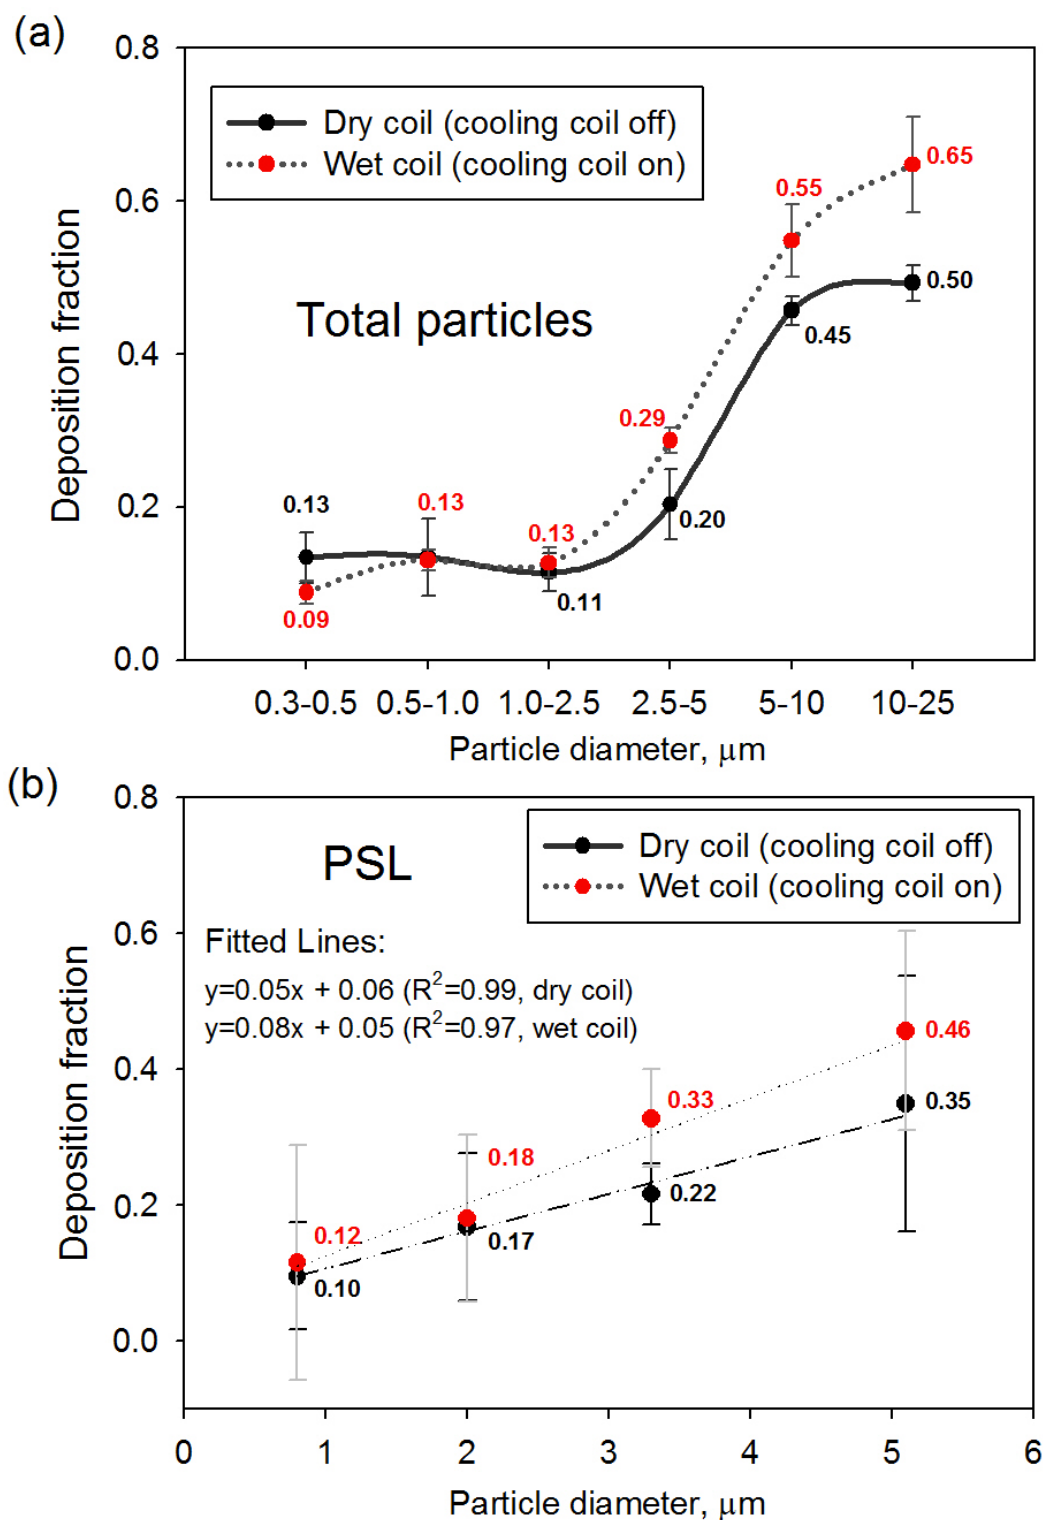 (a)
0.8
0.6
0.4
0.2
0.0
Deposition fraction
Dry coil (cooling coil off)
Wet coil (cooling coil on)
Total particles
0.13
0.09
0.13
0.13
0.11
0.29
0.20
0.55
0.45
0.65
0.50
0.3-0.5 0.5-1.0 1.0-2.5 2.5-5 5-10 10-25
Particle diameter, μm
(b)
0.8
0.6
0.4
0.2
0.0
Deposition fraction
PSL
Dry coil (cooling coil off)
Wet coil (cooling coil on)
Fitted Lines:
y=0.05x + 0.06 (R²=0.99, dry coil)
y=0.08x + 0.05 (R²=0.97, wet coil)
0.12
0.10
0.18
0.17
0.33
0.22
0.46
0.35
0 1 2 3 4 5 6
Particle diameter, μm